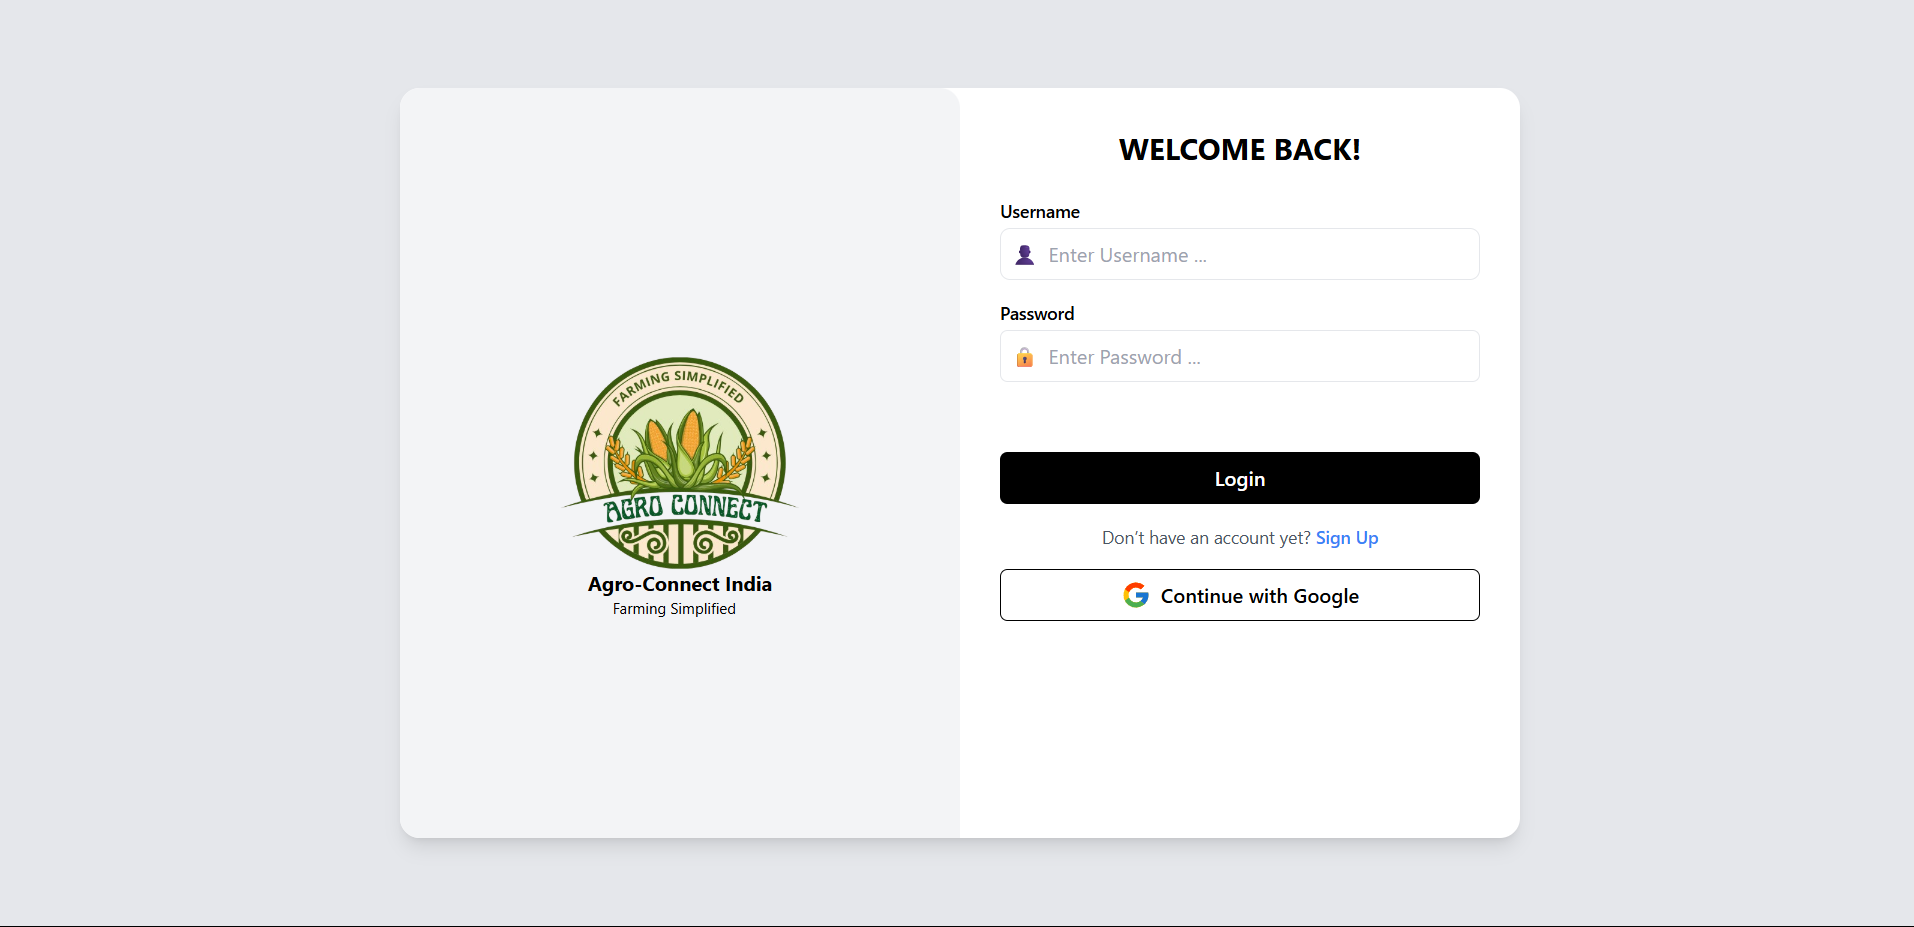 FARMING SIMPLIFIED
AGRO CONNECT
Agro-Connect India
Farming Simplified
WELCOME BACK!
Username
Enter Username ...
Password
Enter Password ...
Login
Don’t have an account yet? Sign Up
Continue with Google